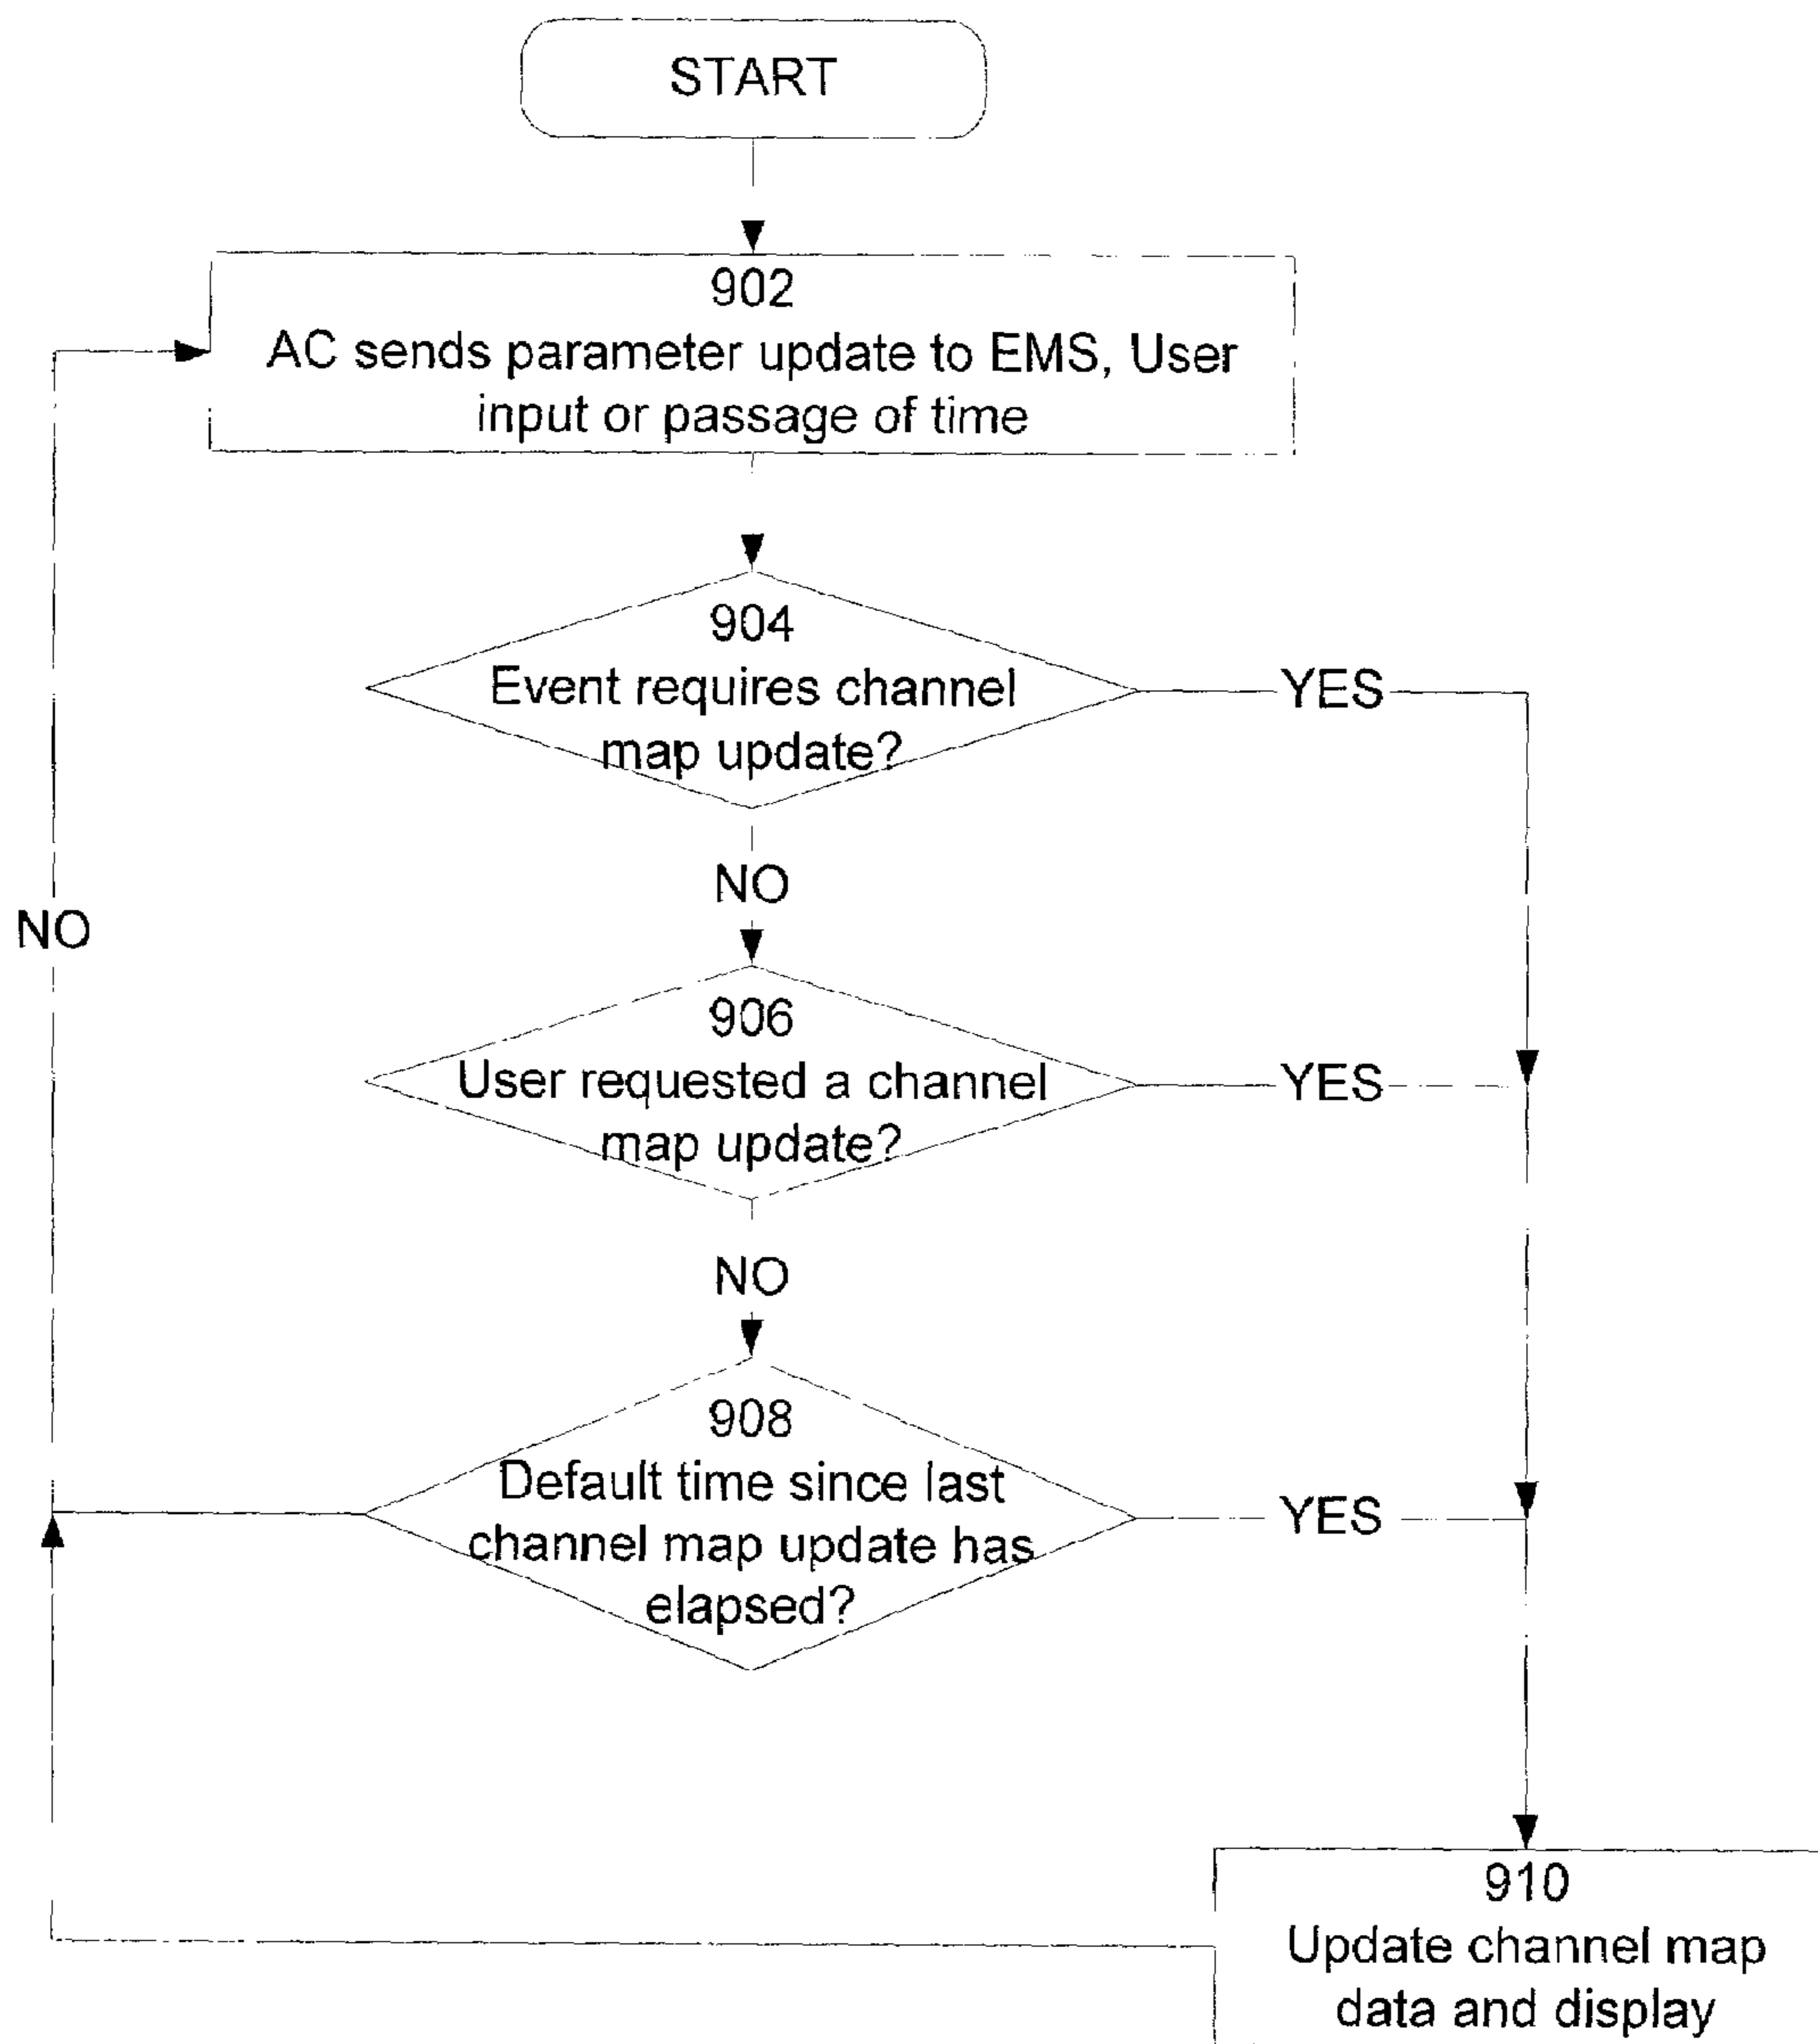 START
902
AC sends parameter update to EMS, User
input or passage of time
904
Event requires channel
map update?
YES
NO
NO
906
User requested a channel
map update?
YES
NO
908
Default time since last
channel map update has
elapsed?
YES
910
Update channel map
data and display